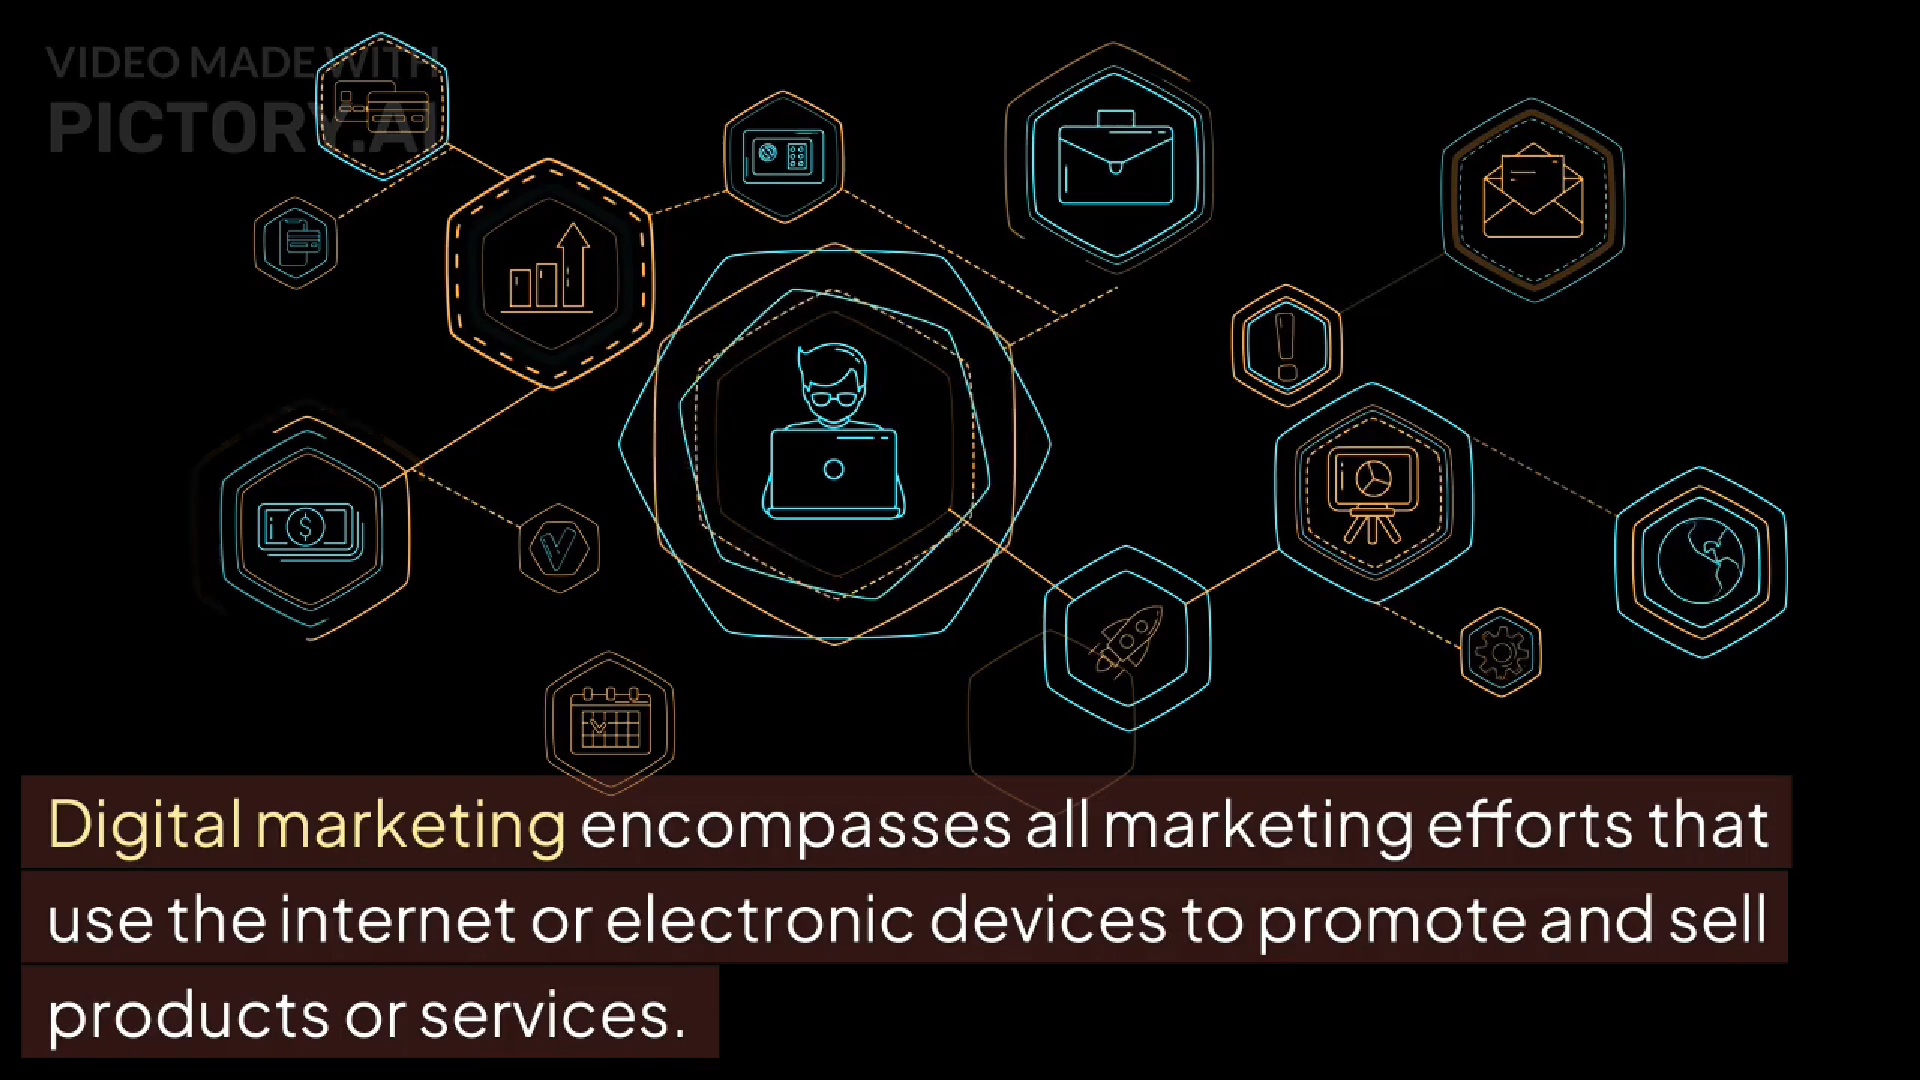 VIDEO MADE WITH
PICTORY.AI
Digital marketing encompasses all marketing efforts that
use the internet or electronic devices to promote and sell
products or services.